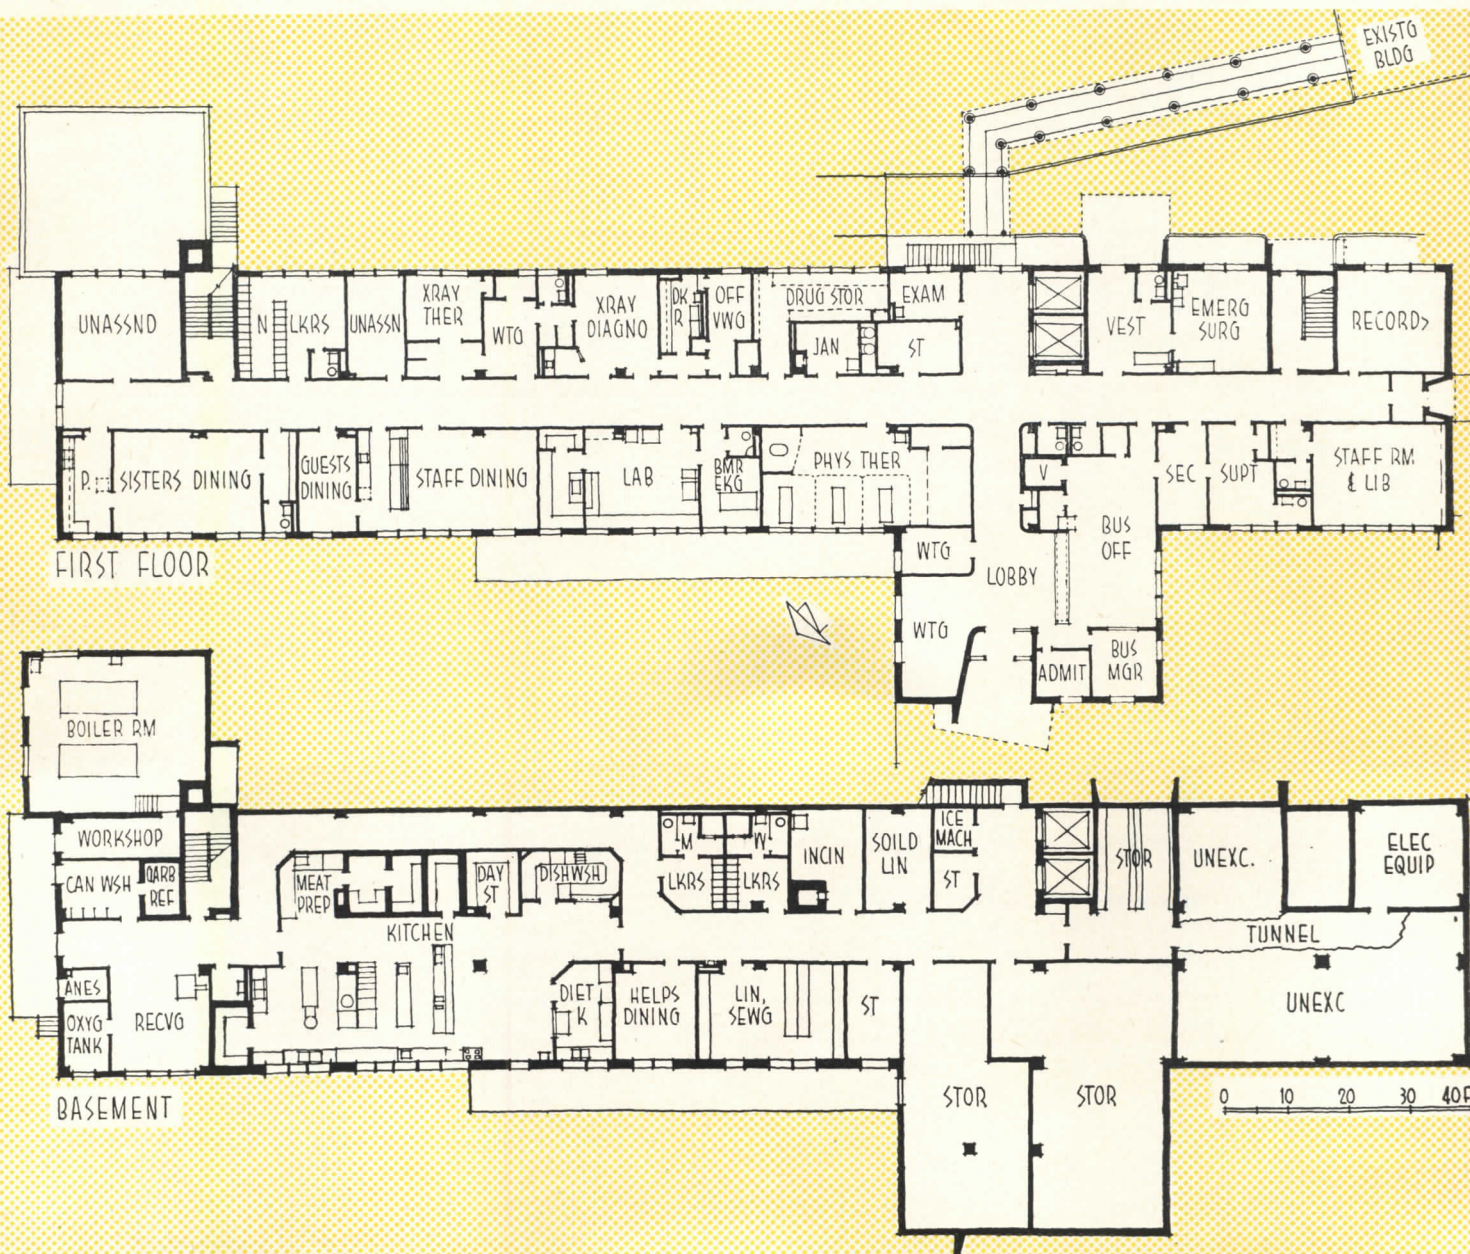 EXISTG
BLDG
UNASSND
N LKRS
UNASSN
XRAY
THER
WTG
XRAY
DIAGNO
DK
R
OFF
VWG
DRUG STOR
JAN
EXAM
ST
VEST
EMERG
SURG
RECORDS
P.
SISTERS DINING
GUESTS
DINING
STAFF DINING
LAB
BMR
EKG
PHYS THER
V
SEC
SUPT
STAFF RM
& LIB
BUS
OFF
WTG
LOBBY
WTG
ADMIT
BUS
MGR
FIRST FLOOR
BOILER RM
WORKSHOP
CAN WSH
GARB
REF
MEAT
PREP
DAY
ST
DISHWSH
KITCHEN
M
W
LKRS
LKRS
INCIN
SOILD
LIN
ICE
MACH
ST
STOR
UNEXC.
ELEC
EQUIP
TUNNEL
ANES
OXYG
TANK
RECVG
DIET
K
HELPS
DINING
LIN,
SEWG
ST
STOR
STOR
UNEXC
BASEMENT
0 10 20 30 40F